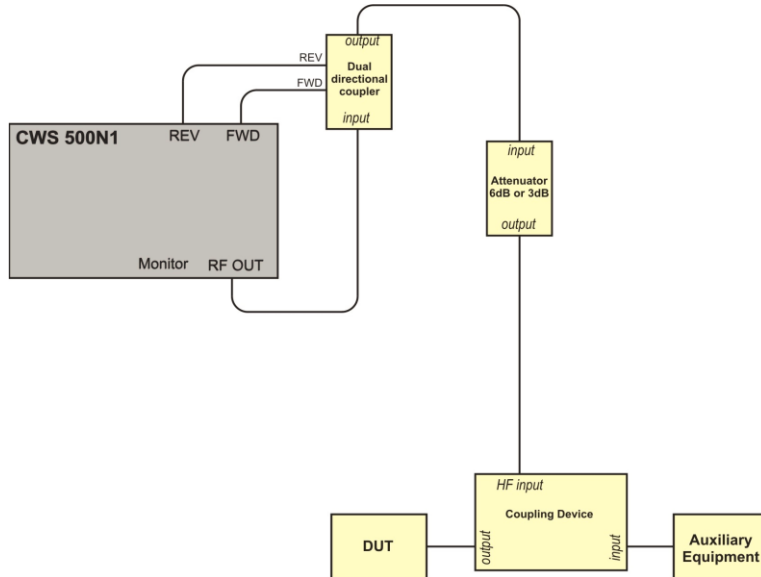 output
REV
Dual
directional
coupler
FWD
input
CWS 500N1
REV
FWD
Monitor
RF OUT
input
Attenuator
6dB or 3dB
output
HF input
Coupling Device
output
input
DUT
Auxiliary
Equipment